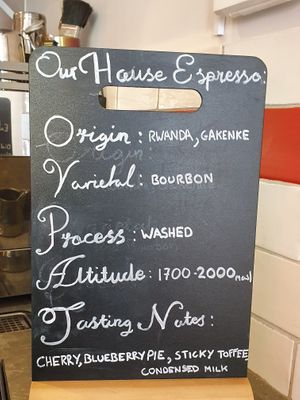 Our House Espresso:
Origin: RWANDA, GAKENKE
Varietal: BOURBON
Process: WASHED
Altitude: 1700-2000masl
Tasting Notes:
CHERRY, BLUEBERRY PIE, STICKY TOFFEE
CONDENSED MILK